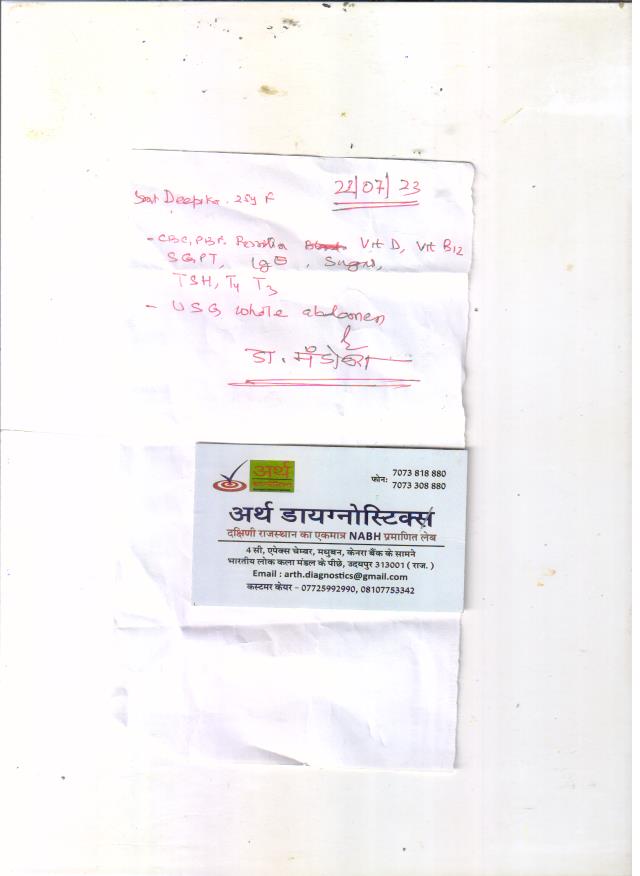 22/07/23
Smt Deepika 25y F
- CBC, PBF Ferritin Vit D, Vit B12
SGPT, IgE, Sugar,
TSH, T4 T3
- USG whole abdomen
डा.
अर्थ
फोन: 7073 818 880
7073 308 880
अर्थ डायग्नोस्टिक्स
दक्षिणी राजस्थान का एकमात्र NABH प्रमाणित लेब
4 सी, एपेक्स चेम्बर, मधुबन, केनरा बैंक के सामने
भारतीय लोक कला मंडल के पीछे, उदयपुर 313001 ( राज. )
Email : arth.diagnostics@gmail.com
कस्टमर केयर - 07725992990, 08107753342